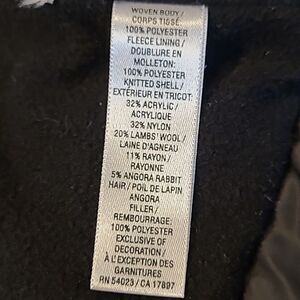 WOVEN BODY/
CORPS TISSÉ:
100% POLYESTER
FLEECE LINING/
DOUBLURE EN
MOLLETON:
100% POLYESTER
KNITTED SHELL/
EXTÉRIEUR EN TRICOT:
32% ACRYLIC/
ACRYLIQUE
32% NYLON
20% LAMBS' WOOL/
LAINE D'AGNEAU
11% RAYON/
RAYONNE
5% ANGORA RABBIT
HAIR/POIL DE LAPIN
ANGORA
FILLER/
REMBOURRAGE:
100% POLYESTER
EXCLUSIVE OF
DECORATION/
À L'EXCEPTION DES
GARNITURES
RN 54023/CA 17897